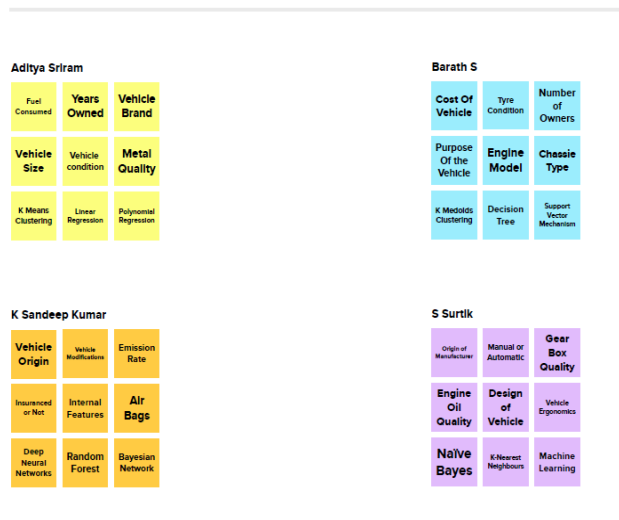 Aditya Sriram
Fuel
Consumed
Years
Owned
Vehicle
Brand
Vehicle
Size
Vehicle
condition
Metal
Quality
K Means
Clustering
Linear
Regression
Polynomial
Regression
Barath S
Cost Of
Vehicle
Tyre
Condition
Number
of
Owners
Purpose
Of the
Vehicle
Engine
Model
Chassie
Type
K Medoids
Clustering
Decision
Tree
Support
Vector
Mechanism
K Sandeep Kumar
Vehicle
Origin
Vehicle
Modifications
Emission
Rate
Insuranced
or Not
Internal
Features
Air
Bags
Deep
Neural
Networks
Random
Forest
Bayesian
Network
S Surtik
Origin of
Manufacturer
Manual or
Automatic
Gear
Box
Quality
Engine
Oil
Quality
Design
of
Vehicle
Vehicle
Ergonomics
Naïve
Bayes
K-Nearest
Neighbours
Machine
Learning